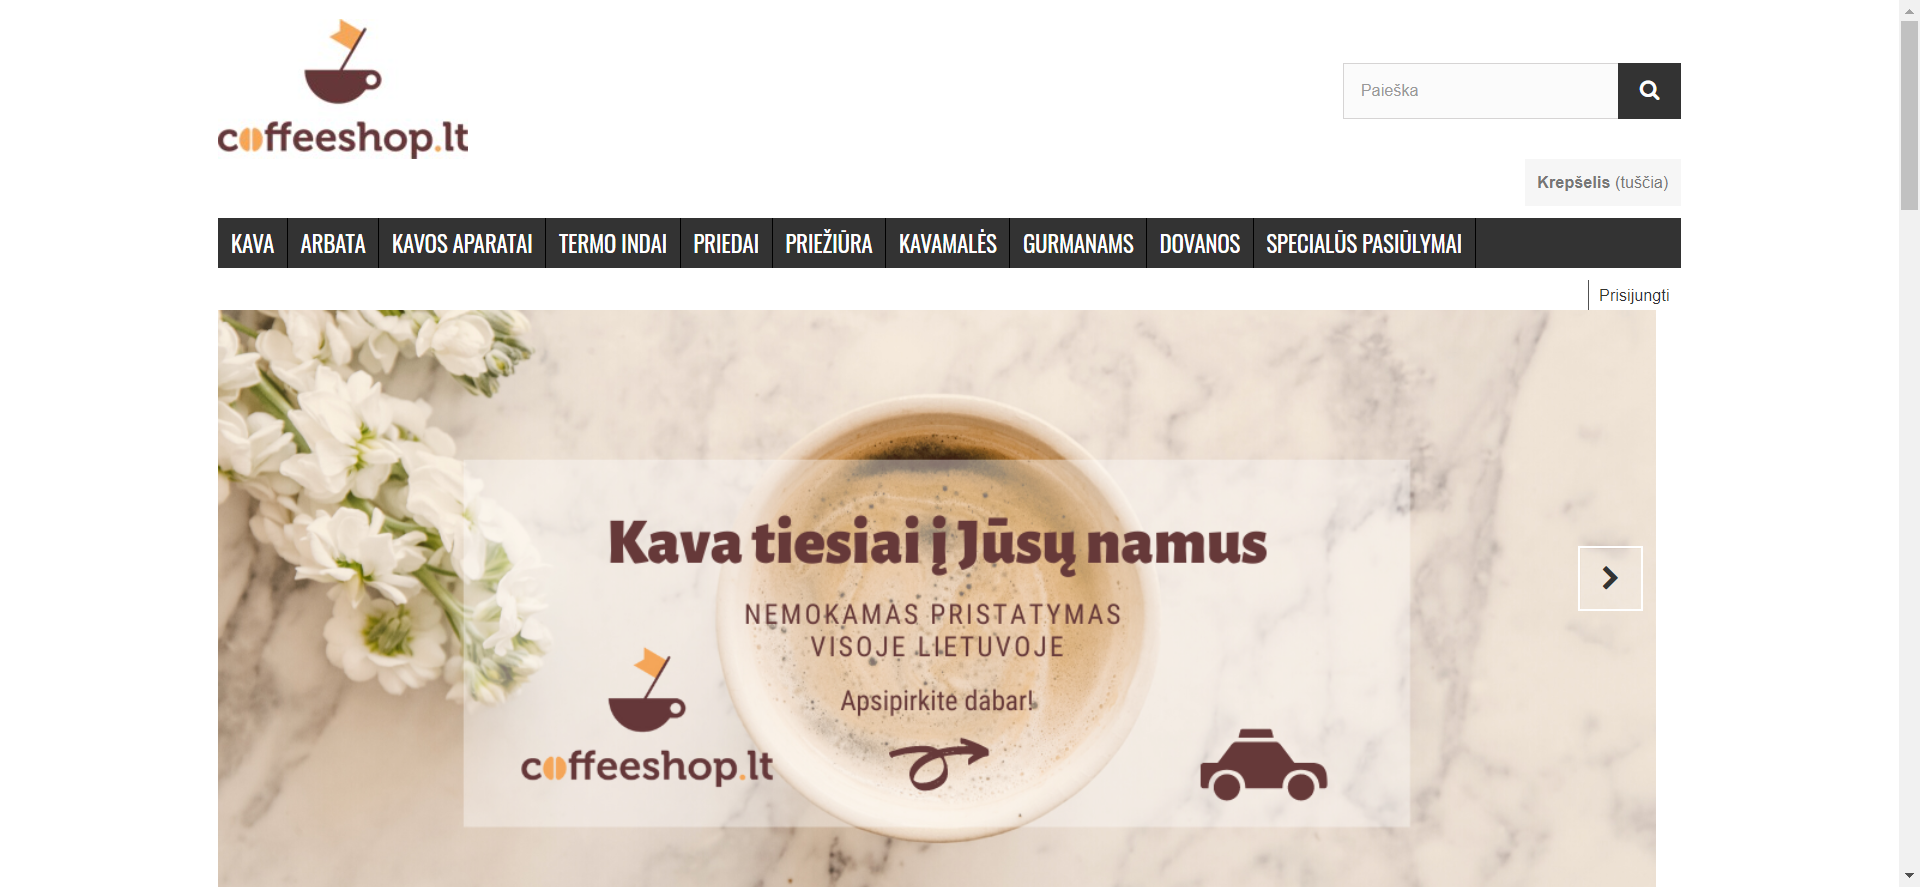 coffeeshop.lt
Paieška
Krepšelis (tuščia)
KAVA ARBATA KAVOS APARATAI TERMO INDAI PRIEDAI PRIEŽIŪRA KAVAMALĖS GURMANAMS DOVANOS SPECIALŪS PASIŪLYMAI
Prisijungti
Kava tiesiai į Jūsų namus
NEMOKAMAS PRISTATYMAS
VISOJE LIETUVOJE
Apsipirkite dabar!
coffeeshop.lt